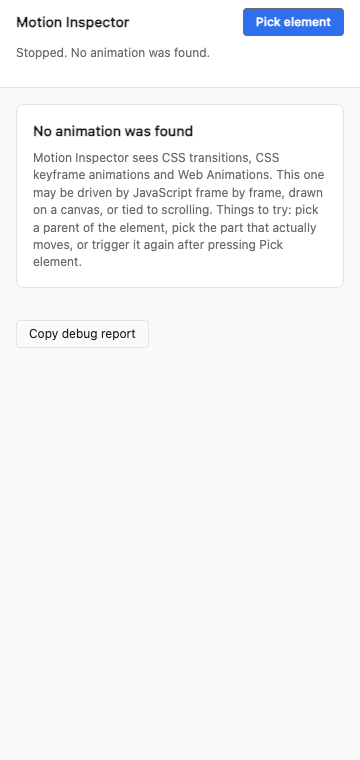 Motion Inspector
Pick element
Stopped. No animation was found.
No animation was found
Motion Inspector sees CSS transitions, CSS
keyframe animations and Web Animations. This one
may be driven by JavaScript frame by frame, drawn
on a canvas, or tied to scrolling. Things to try: pick
a parent of the element, pick the part that actually
moves, or trigger it again after pressing Pick
element.
Copy debug report